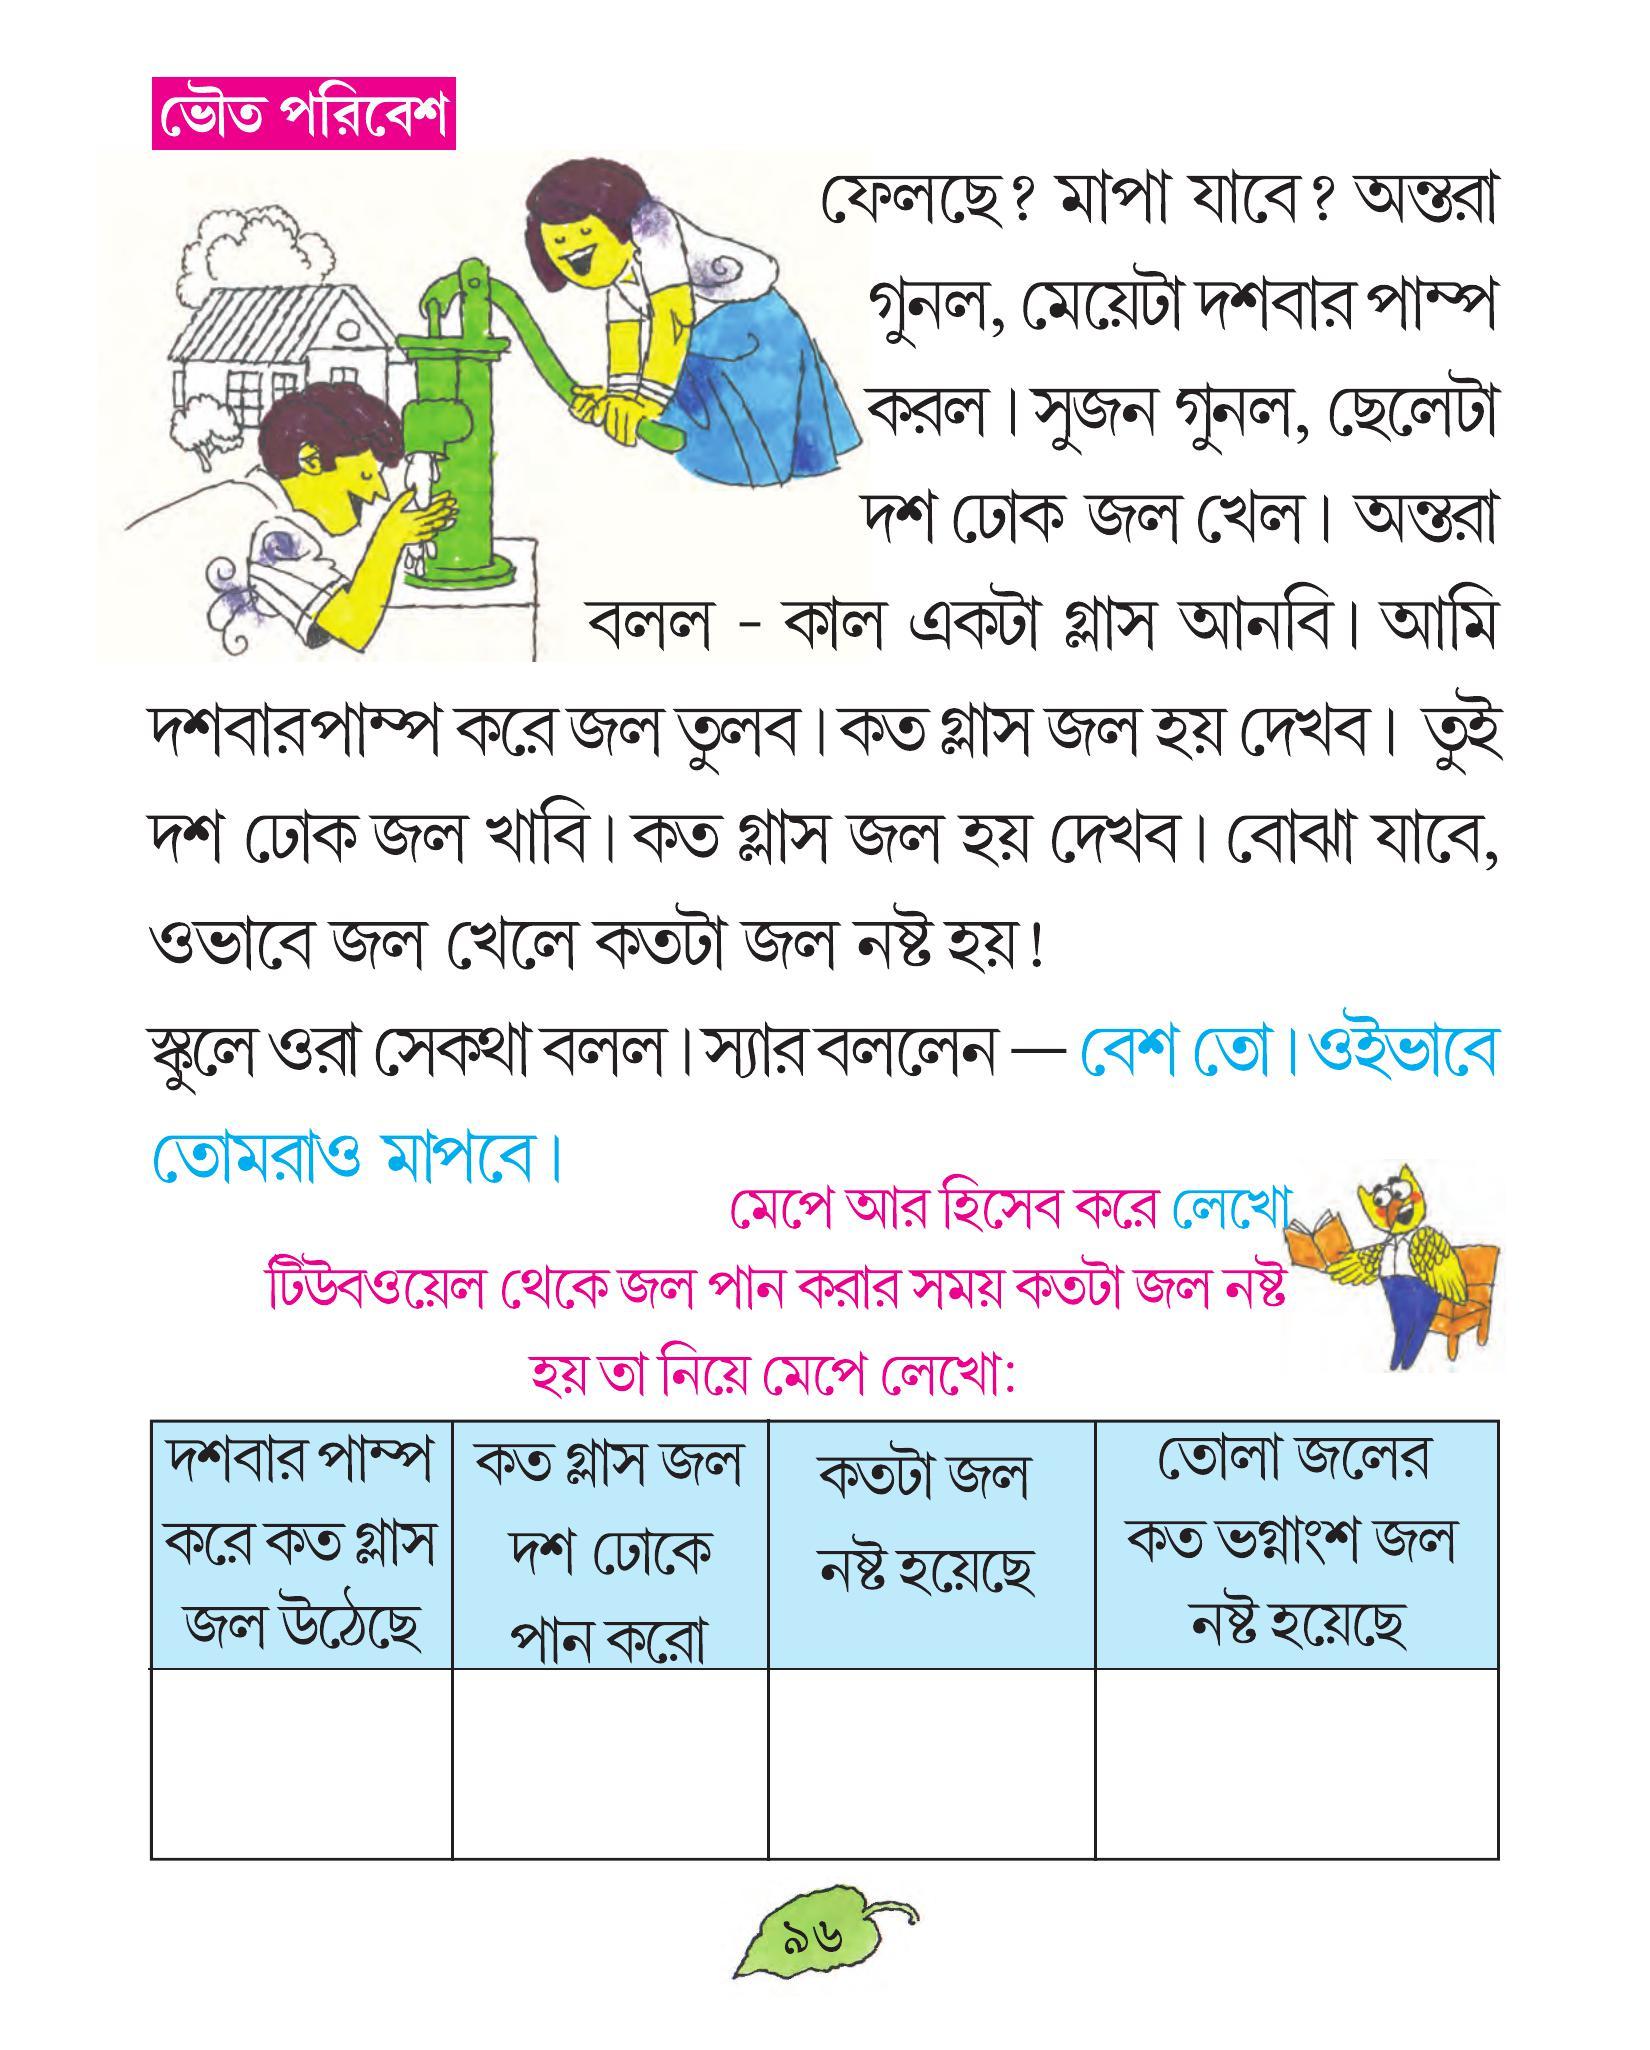 ভৌত পরিবেশ
ফেলছে? মাপা যাবে? অন্তরা
গুনল, মেয়েটা দশবার পাম্প
করল। সুজন গুনল, ছেলেটা
দশ ঢোক জল খেল। অন্তরা
বলল - কাল একটা গ্লাস আনবি। আমি
দশবার পাম্প করে জল তুলব। কত গ্লাস জল হয় দেখব। তুই
দশ ঢোক জল খাবি। কত গ্লাস জল হয় দেখব। বোঝা যাবে,
ওভাবে জল খেলে কতটা জল নষ্ট হয়!
স্কুলে ওরা সেকথা বলল। স্যার বললেন — বেশ তো। ওইভাবে
তোমরাও মাপবে।
মেপে আর হিসেব করে লেখো
টিউবওয়েল থেকে জল পান করার সময় কতটা জল নষ্ট
হয় তা নিয়ে মেপে লেখো:
দশবার পাম্প
করে কত গ্লাস
জল উঠেছে
কত গ্লাস জল
দশ ঢোকে
পান করো
কতটা জল
নষ্ট হয়েছে
তোলা জলের
কত ভগ্নাংশ জল
নষ্ট হয়েছে
৯৬